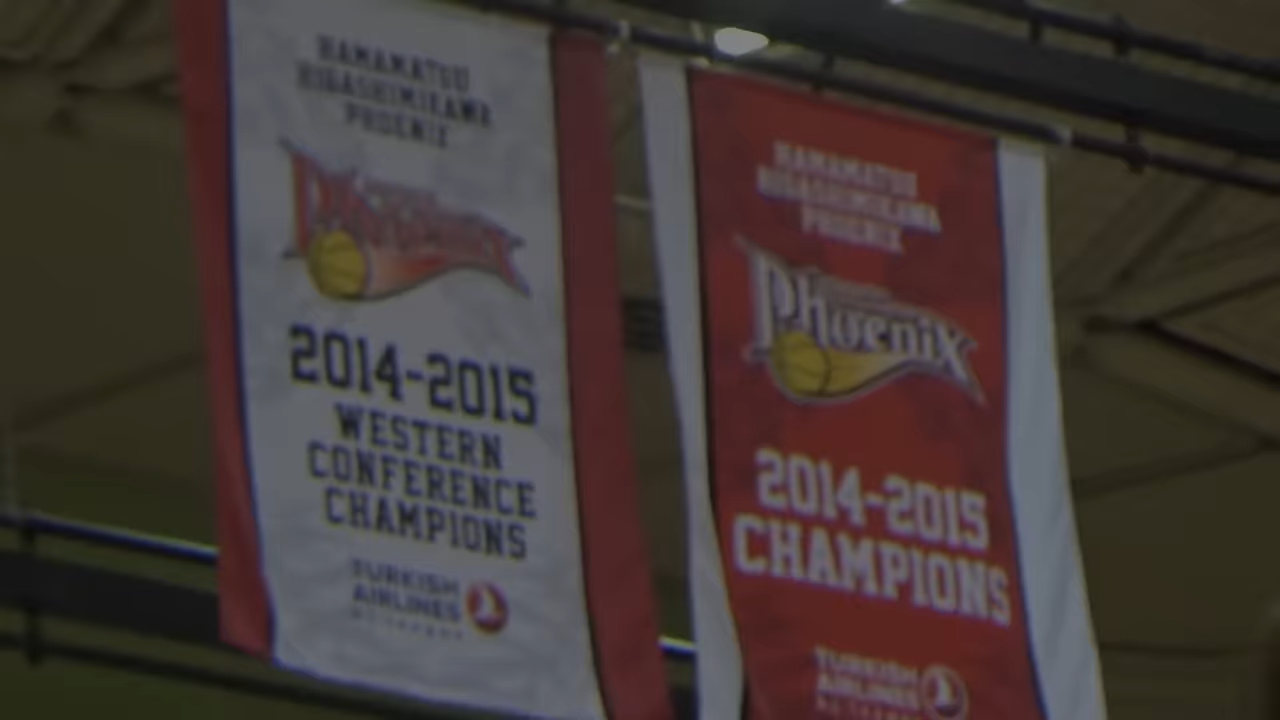 HAMAMATSU
HIGASHIMIKAWA
PHOENIX
Phoenix
2014-2015
WESTERN
CONFERENCE
CHAMPIONS
TURKISH
AIRLINES
HAMAMATSU
HIGASHIMIKAWA
PHOENIX
Phoenix
2014-2015
CHAMPIONS
TURKISH
AIRLINES